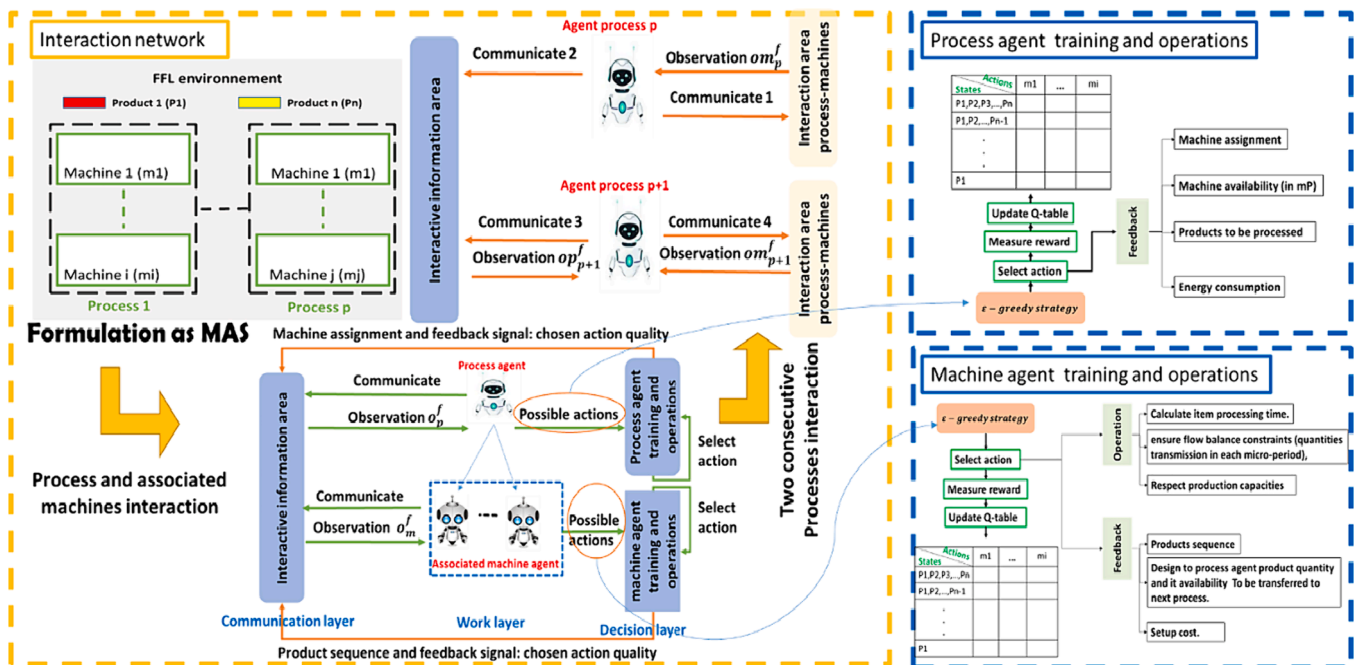 Interaction network
FFL environnement
Product 1 (P1)
Product n (Pn)
Machine 1 (m1)
Machine 1 (m1)
Machine i (mi)
Machine j (mj)
Process 1
Process p
Interactive information area
Agent process p
Communicate 2
Observation om_p^f
Communicate 1
Interaction area
process-machines
Agent process p+1
Communicate 3
Communicate 4
Observation op_{p+1}^f
Observation om_{p+1}^f
Interaction area
process-machines
Formulation as MAS
Process and associated
machines interaction
Machine assignment and feedback signal: chosen action quality
Interactive information area
Process agent
Communicate
Observation o_p^f
Possible actions
Process agent
training and
operations
Select
action
Communicate
Observation o_m^f
Associated machine agent
Possible
actions
machine agent
training and
operations
Select
action
Two consecutive
Processes interaction
Communication layer
Work layer
Decision layer
Product sequence and feedback signal: chosen action quality
Process agent training and operations
Actions
States
m1
...
mi
P1,P2,P3,...,Pn
P1,P2,...,Pn-1
.
.
.
P1
Update Q-table
Measure reward
Select action
ε − greedy strategy
Feedback
Machine assignment
Machine availability (in mP)
Products to be processed
Energy consumption
Machine agent training and operations
ε − greedy strategy
Select action
Measure reward
Update Q-table
Actions
States
m1
...
mi
P1,P2,P3,...,Pn
P1,P2,...,Pn-1
.
.
.
P1
Operation
Calculate item processing time.
ensure flow balance constraints (quantities
transmission in each micro-period),
Respect production capacities
Feedback
Products sequence
Design to process agent product quantity
and it availability To be transferred to
next process.
Setup cost.